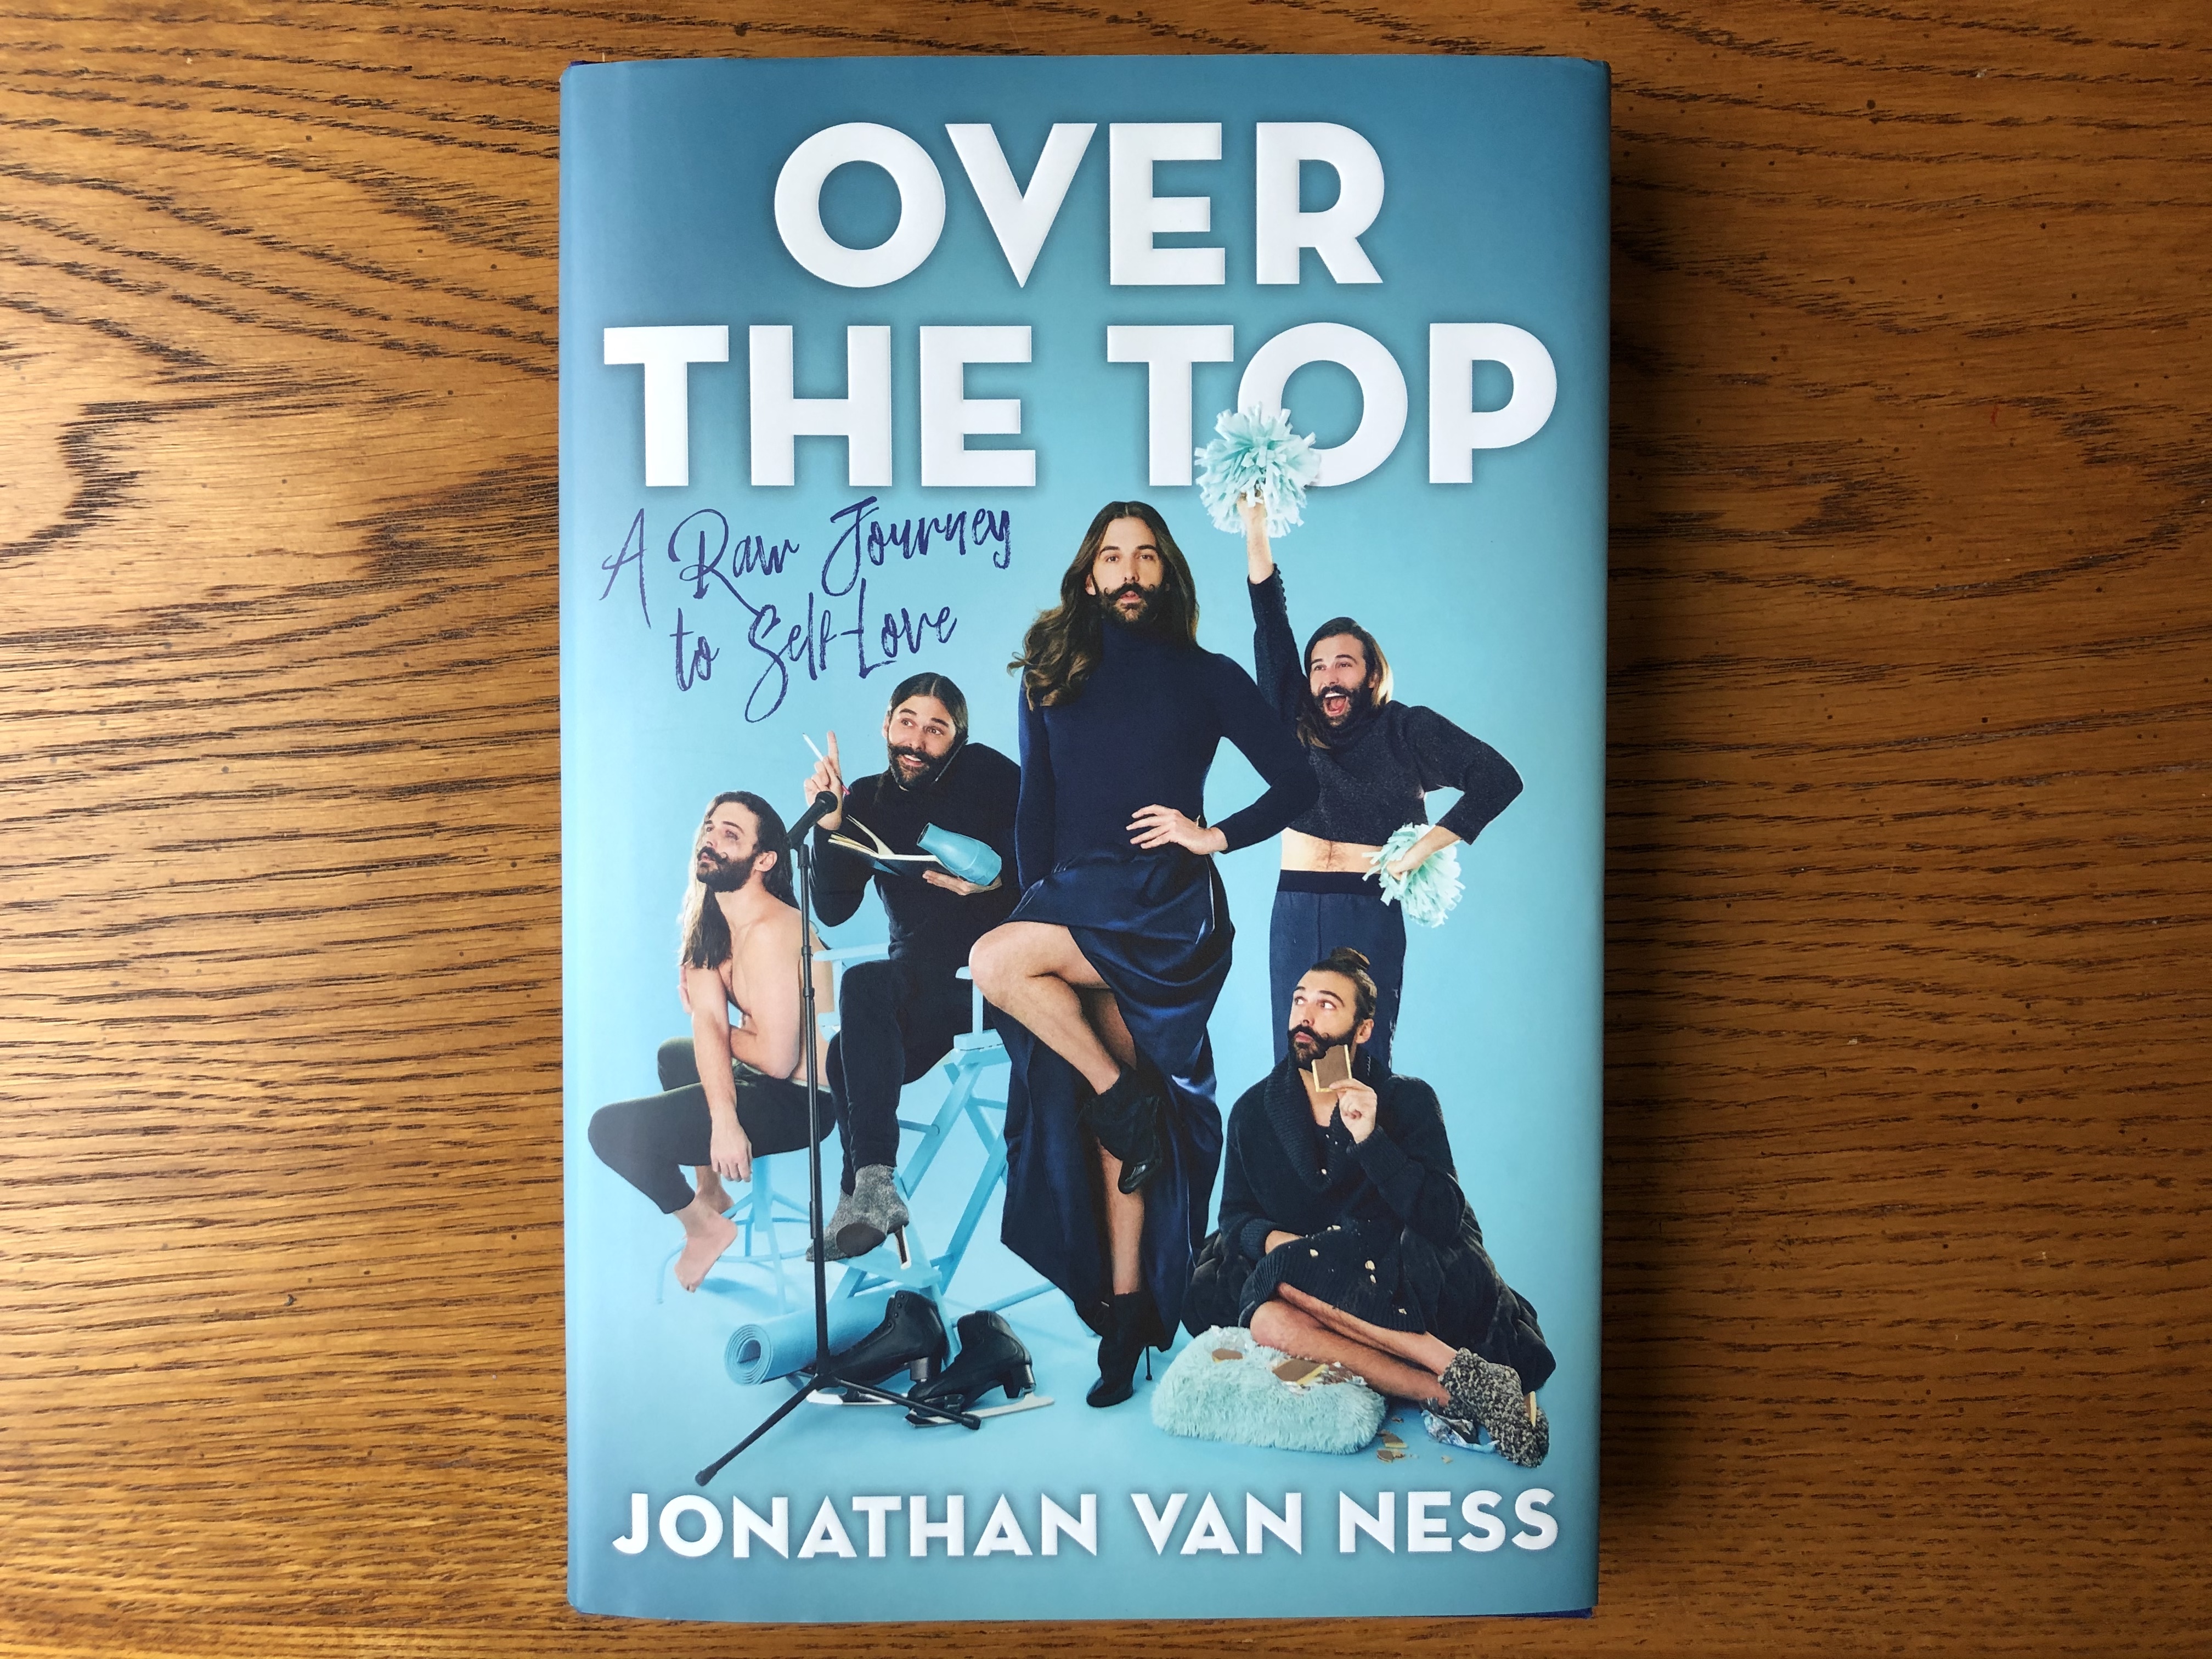 OVER
THE TOP
A Raw Journey
to Self-Love
JONATHAN VAN NESS